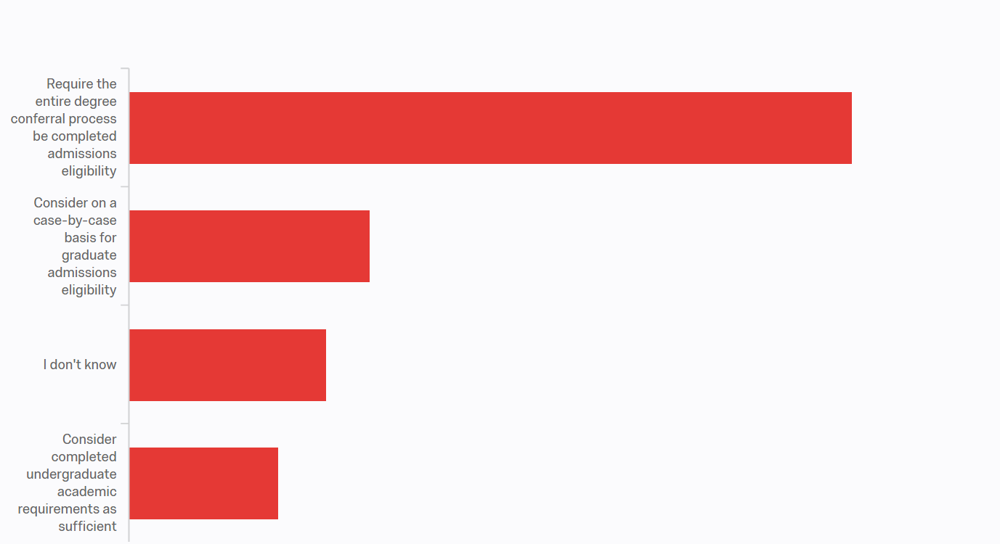 Require the
entire degree
conferral process
be completed
admissions
eligibility
Consider on a
case-by-case
basis for
graduate
admissions
eligibility
I don't know
Consider
completed
undergraduate
academic
requirements as
sufficient